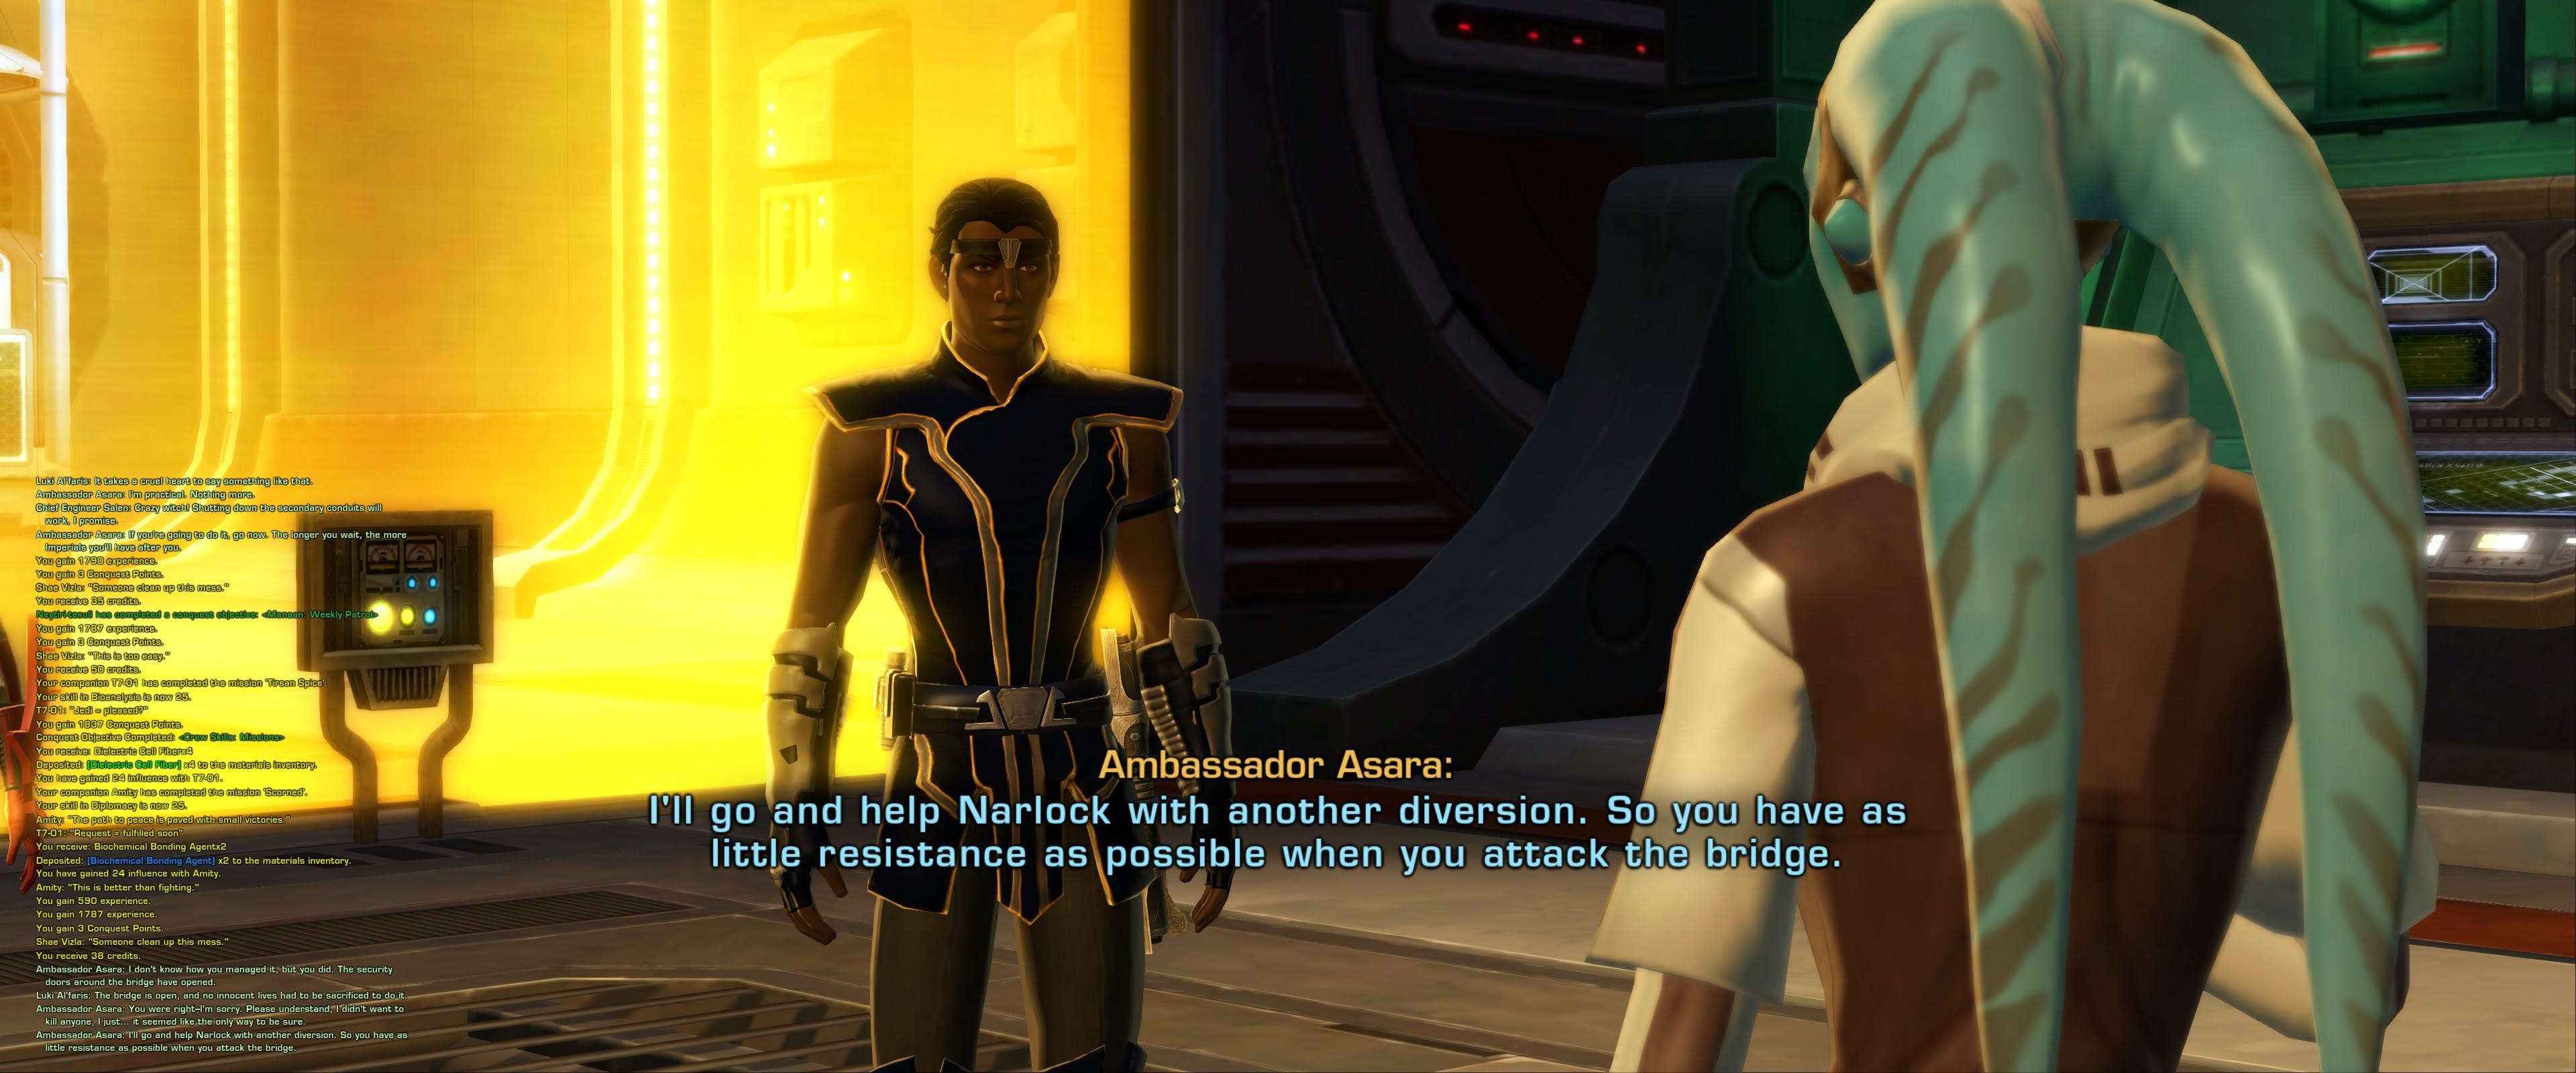 Luki Al'faris: It takes a cruel heart to say something like that.
Ambassador Asara: I'm practical. Nothing more.
Chief Engineer Salen: Crazy witch! Shutting down the secondary conduits will
work, I promise.
Ambassador Asara: If you're going to do it, go now. The longer you wait, the more
Imperials you'll have after you.
You gain 1790 experience.
You gain 3 Conquest Points.
Shae Vizla: "Someone clean up this mess."
You receive 35 credits.
has completed a conquest objective: <Manaan: Weekly Patrol>
You gain 1787 experience.
You gain 3 Conquest Points.
Shae Vizla: "This is too easy."
You receive 50 credits.
Your companion T7-01 has completed the mission 'Tirsan Spice'.
Your skill in Bioanalysis is now 25.
T7-01: "Jedi = pleased?"
You gain 1837 Conquest Points.
Conquest Objective Completed: <Crew Skills: Missions>
You receive: Dielectric Cell Fiberx4
Deposited: [Dielectric Cell Fiber] x4 to the materials inventory.
You have gained 24 influence with T7-01.
Your companion Amity has completed the mission 'Scorned'.
Your skill in Diplomacy is now 25.
Amity: "The path to peace is paved with small victories."
T7-01: "Request = fulfilled soon"
You receive: Biochemical Bonding Agentx2
Deposited: [Biochemical Bonding Agent] x2 to the materials inventory.
You have gained 24 influence with Amity.
Amity: "This is better than fighting."
You gain 590 experience.
You gain 1787 experience.
You gain 3 Conquest Points.
Shae Vizla: "Someone clean up this mess."
You receive 38 credits.
Ambassador Asara: I don't know how you managed it, but you did. The security
doors around the bridge have opened.
Luki Al'faris: The bridge is open, and no innocent lives had to be sacrificed to do it.
Ambassador Asara: You were right–I'm sorry. Please understand, I didn't want to
kill anyone, I just... it seemed like the only way to be sure.
Ambassador Asara: I'll go and help Narlock with another diversion. So you have as
little resistance as possible when you attack the bridge.
Ambassador Asara:
I'll go and help Narlock with another diversion. So you have as
little resistance as possible when you attack the bridge.